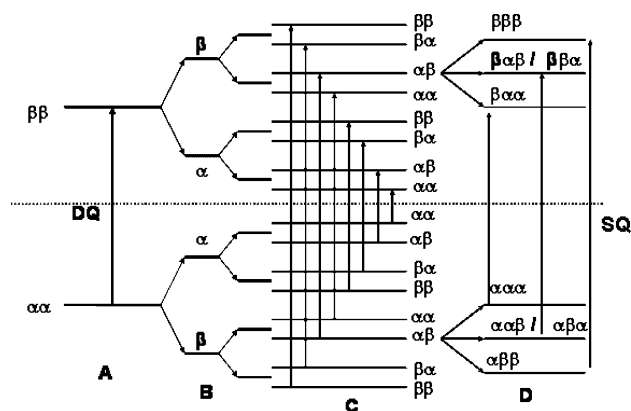 βββ
ββ
βα
β
αβ
βαβ / ββα
αα
βαα
ββ
ββ
βα
α
αβ
αα
DQ
SQ
αα
α
αβ
βα
ββ
ααα
αα
αα
ααβ / αβα
β
αβ
αββ
βα
ββ
A
B
C
D